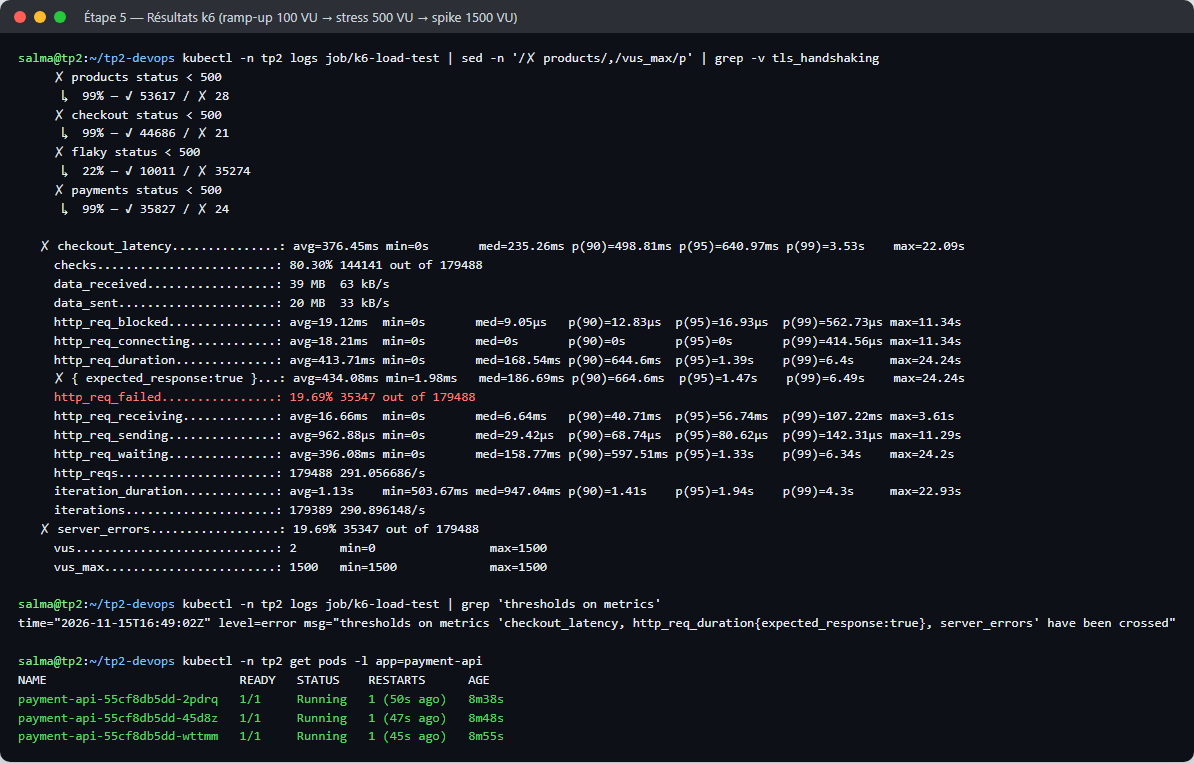 Étape 5 — Résultats k6 (ramp-up 100 VU → stress 500 VU → spike 1500 VU)
salma@tp2:~/tp2-devops kubectl -n tp2 logs job/k6-load-test | sed -n '/✗ products/,/vus_max/p' | grep -v tls_handshaking
✗ products status < 500
↳ 99% — ✓ 53617 / ✗ 28
✗ checkout status < 500
↳ 99% — ✓ 44686 / ✗ 21
✗ flaky status < 500
↳ 22% — ✓ 10011 / ✗ 35274
✗ payments status < 500
↳ 99% — ✓ 35827 / ✗ 24
✗ checkout_latency...............: avg=376.45ms min=0s med=235.26ms p(90)=498.81ms p(95)=640.97ms p(99)=3.53s max=22.09s
checks.........................: 80.30% 144141 out of 179488
data_received..................: 39 MB 63 kB/s
data_sent......................: 20 MB 33 kB/s
http_req_blocked...............: avg=19.12ms min=0s med=9.05µs p(90)=12.83µs p(95)=16.93µs p(99)=562.73µs max=11.34s
http_req_connecting............: avg=18.21ms min=0s med=0s p(90)=0s p(95)=0s p(99)=414.56µs max=11.34s
http_req_duration..............: avg=413.71ms min=0s med=168.54ms p(90)=644.6ms p(95)=1.39s p(99)=6.4s max=24.24s
✗ { expected_response:true }...: avg=434.08ms min=1.98ms med=186.69ms p(90)=664.6ms p(95)=1.47s p(99)=6.49s max=24.24s
http_req_failed................: 19.69% 35347 out of 179488
http_req_receiving.............: avg=16.66ms min=0s med=6.64ms p(90)=40.71ms p(95)=56.74ms p(99)=107.22ms max=3.61s
http_req_sending...............: avg=962.88µs min=0s med=29.42µs p(90)=68.74µs p(95)=80.62µs p(99)=142.31µs max=11.29s
http_req_waiting...............: avg=396.08ms min=0s med=158.77ms p(90)=597.51ms p(95)=1.33s p(99)=6.34s max=24.2s
http_reqs......................: 179488 291.056686/s
iteration_duration.............: avg=1.13s min=503.67ms med=947.04ms p(90)=1.41s p(95)=1.94s p(99)=4.3s max=22.93s
iterations.....................: 179389 290.896148/s
✗ server_errors..................: 19.69% 35347 out of 179488
vus............................: 2 min=0 max=1500
vus_max........................: 1500 min=1500 max=1500
salma@tp2:~/tp2-devops kubectl -n tp2 logs job/k6-load-test | grep 'thresholds on metrics'
time="2026-11-15T16:49:02Z" level=error msg="thresholds on metrics 'checkout_latency, http_req_duration{expected_response:true}, server_errors' have been crossed"
salma@tp2:~/tp2-devops kubectl -n tp2 get pods -l app=payment-api
NAME READY STATUS RESTARTS AGE
payment-api-55cf8db5dd-2pdrq 1/1 Running 1 (50s ago) 8m38s
payment-api-55cf8db5dd-45d8z 1/1 Running 1 (47s ago) 8m48s
payment-api-55cf8db5dd-wttmm 1/1 Running 1 (45s ago) 8m55s